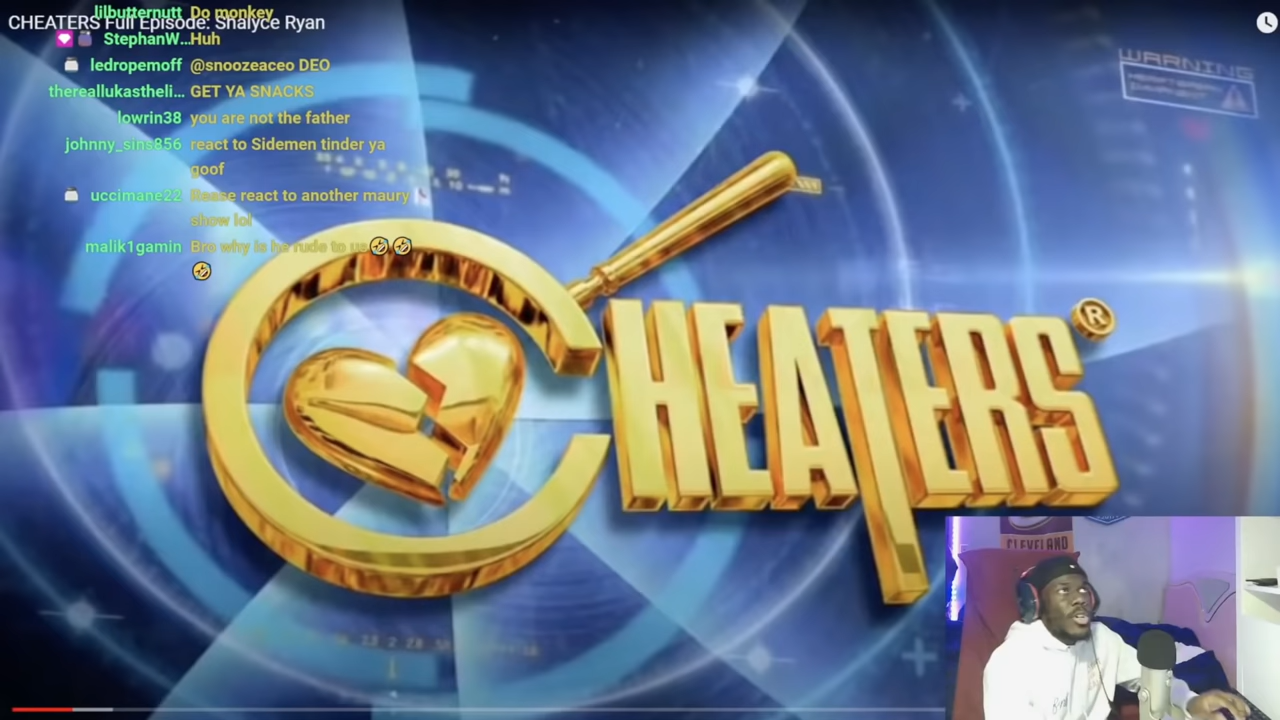 CHEATERS Full Episode: Shalyce Ryan
lilbutternutt Do monkey
StephanW... Huh
ledropemoff @snoozeaceo DEO
thereallukastheli... GET YA SNACKS
lowrin38 you are not the father
johnny_sins856 react to Sidemen tinder ya
goof
uccimane22 Please react to another maury
show lol
malik1gamin Bro why is he rude to us🤣🤣
🤣
WARNING
CHEATERS®
CLEVELAND